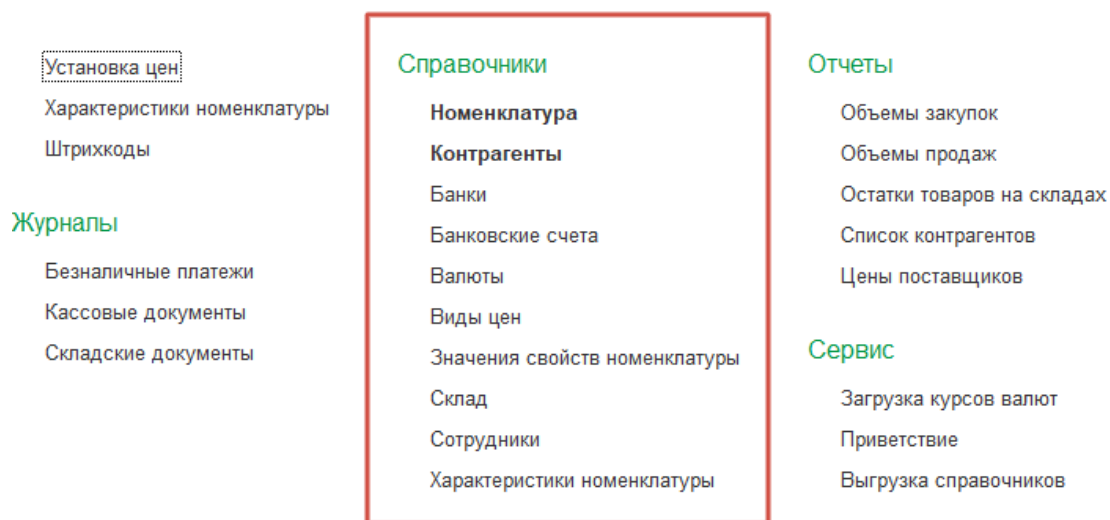 Установка цен
Характеристики номенклатуры
Штрихкоды
Журналы
Безналичные платежи
Кассовые документы
Складские документы
Справочники
Номенклатура
Контрагенты
Банки
Банковские счета
Валюты
Виды цен
Значения свойств номенклатуры
Склад
Сотрудники
Характеристики номенклатуры
Отчеты
Объемы закупок
Объемы продаж
Остатки товаров на складах
Список контрагентов
Цены поставщиков
Сервис
Загрузка курсов валют
Приветствие
Выгрузка справочников